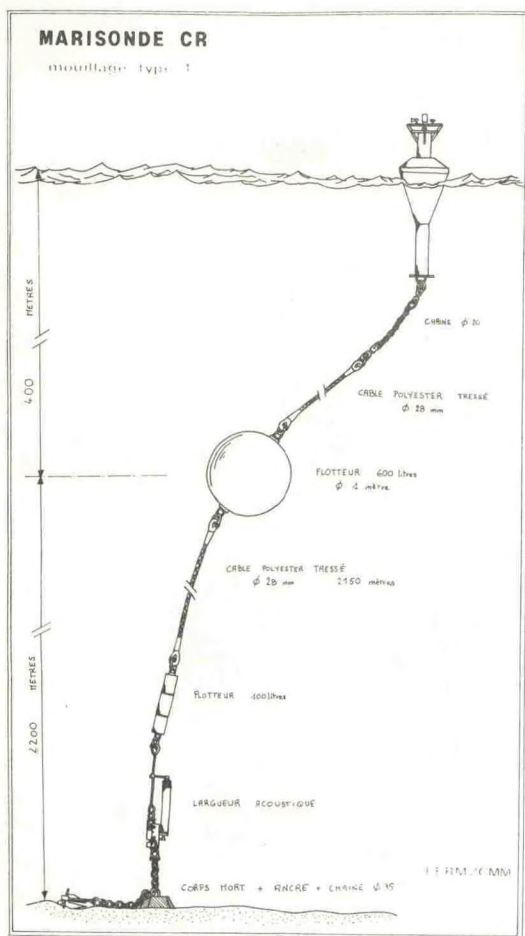 MARISONDE CR
mouillage type 1
CHAINE ϕ 20
METRES
400
CABLE POLYESTER TRESSÉ
ϕ 28 mm
FLOTTEUR 600 litres
ϕ 1 mètre
CABLE POLYESTER TRESSÉ
ϕ 28 mm 2150 mètres
METRES
2200
FLOTTEUR 100 litres
LARGUEUR ACOUSTIQUE
CORPS MORT + ANCRE + CHAINE ϕ 35